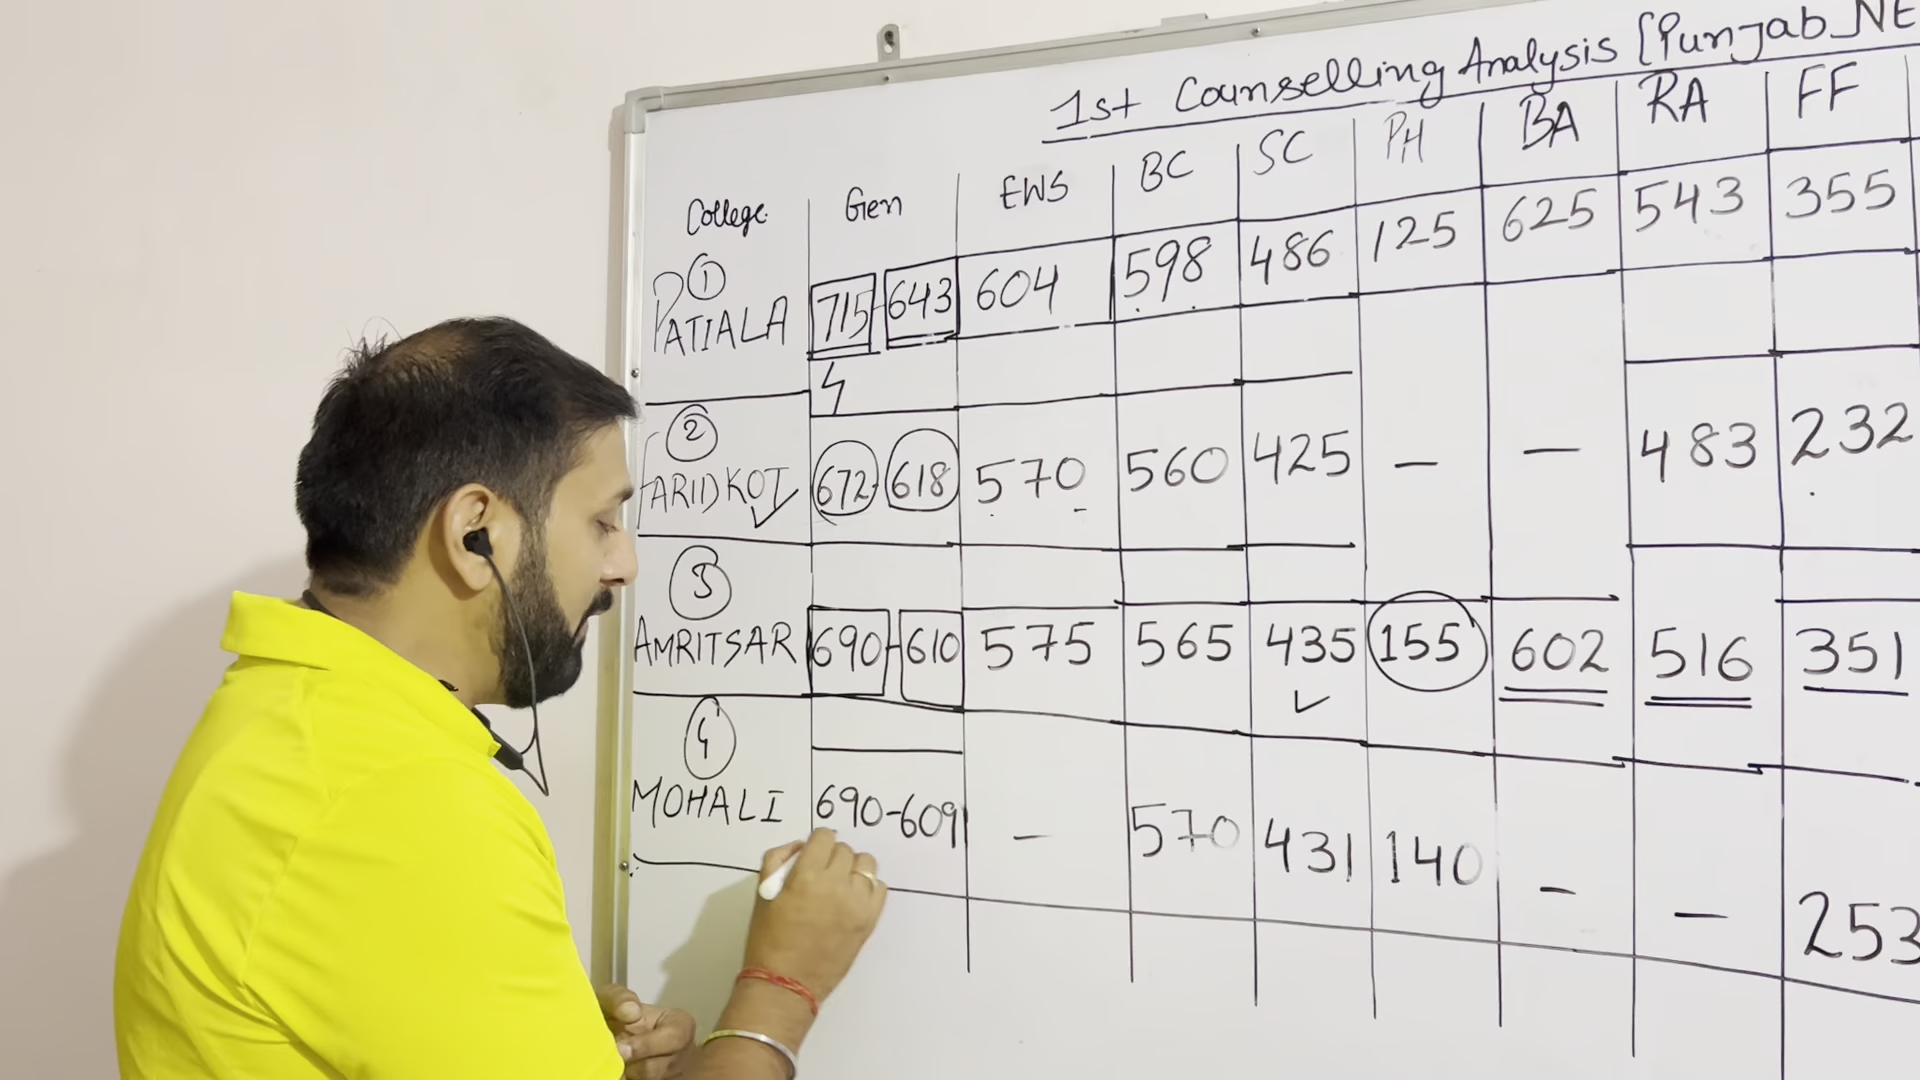 1st Counselling Analysis [Punjab NE
College Gen EWS BC SC PH BA RA FF
① PATIALA 715-643 604 598 486 125 625 543 355
② FARIDKOT 672-618 570 560 425 — — 483 232
③ AMRITSAR 690-610 575 565 435 155 602 516 351
④ MOHALI 690-609 — 570 431 140 — — 253